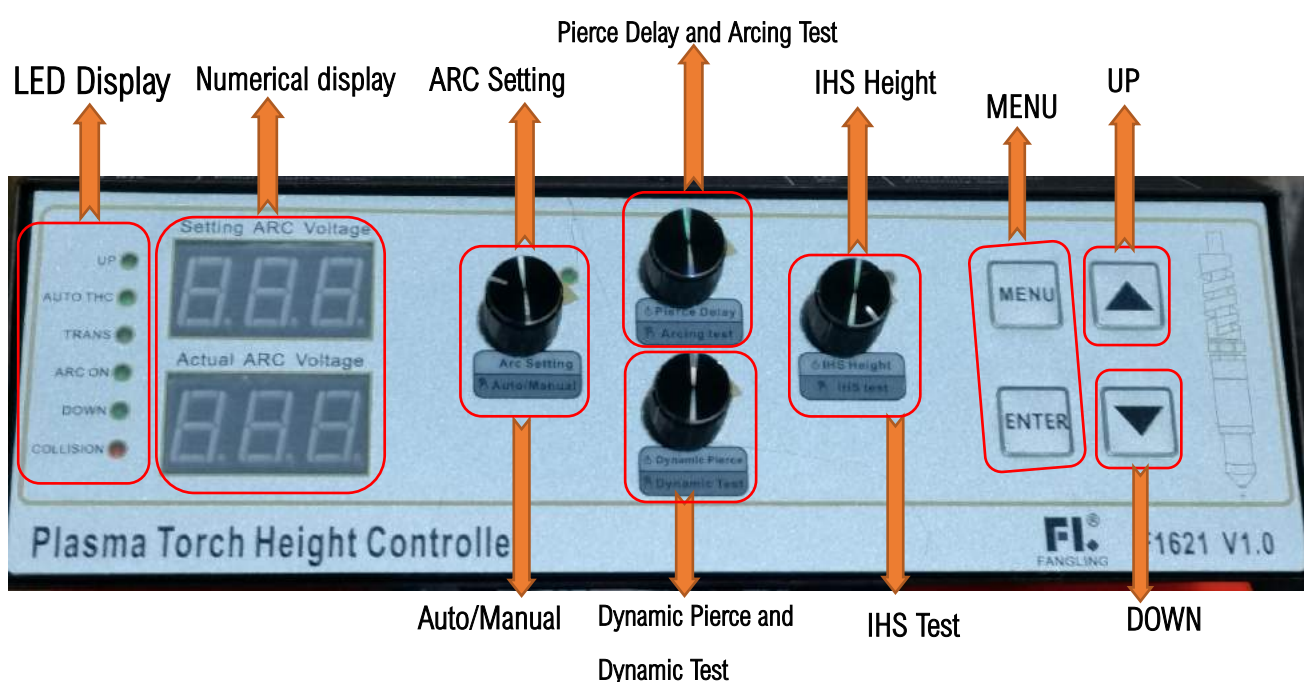 Pierce Delay and Arcing Test
LED Display
Numerical display
ARC Setting
IHS Height
MENU
UP
Setting ARC Voltage
UP
AUTO THC
TRANS
ARC ON
DOWN
COLLISION
Actual ARC Voltage
Arc Setting
Auto/Manual
Pierce Delay
Arcing test
Dynamic Pierce
Dynamic Test
IHS Height
IHS test
MENU
ENTER
Plasma Torch Height Controlle
FL®
FANGLING
F1621 V1.0
Auto/Manual
Dynamic Pierce and
Dynamic Test
IHS Test
DOWN